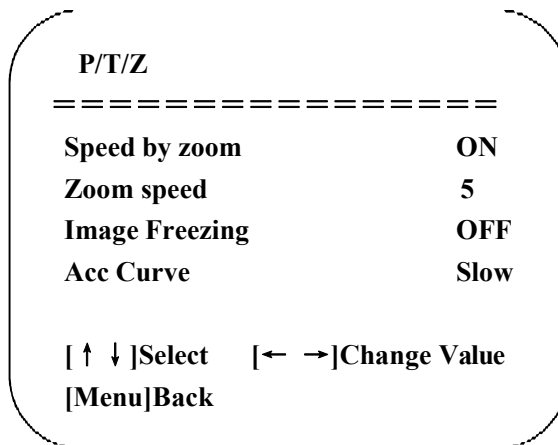 P/T/Z
= = = = = = = = = = = = = = = =
Speed by zoom ON
Zoom speed 5
Image Freezing OFF
Acc Curve Slow
[ ↑ ↓ ]Select [← →]Change Value
[Menu]Back